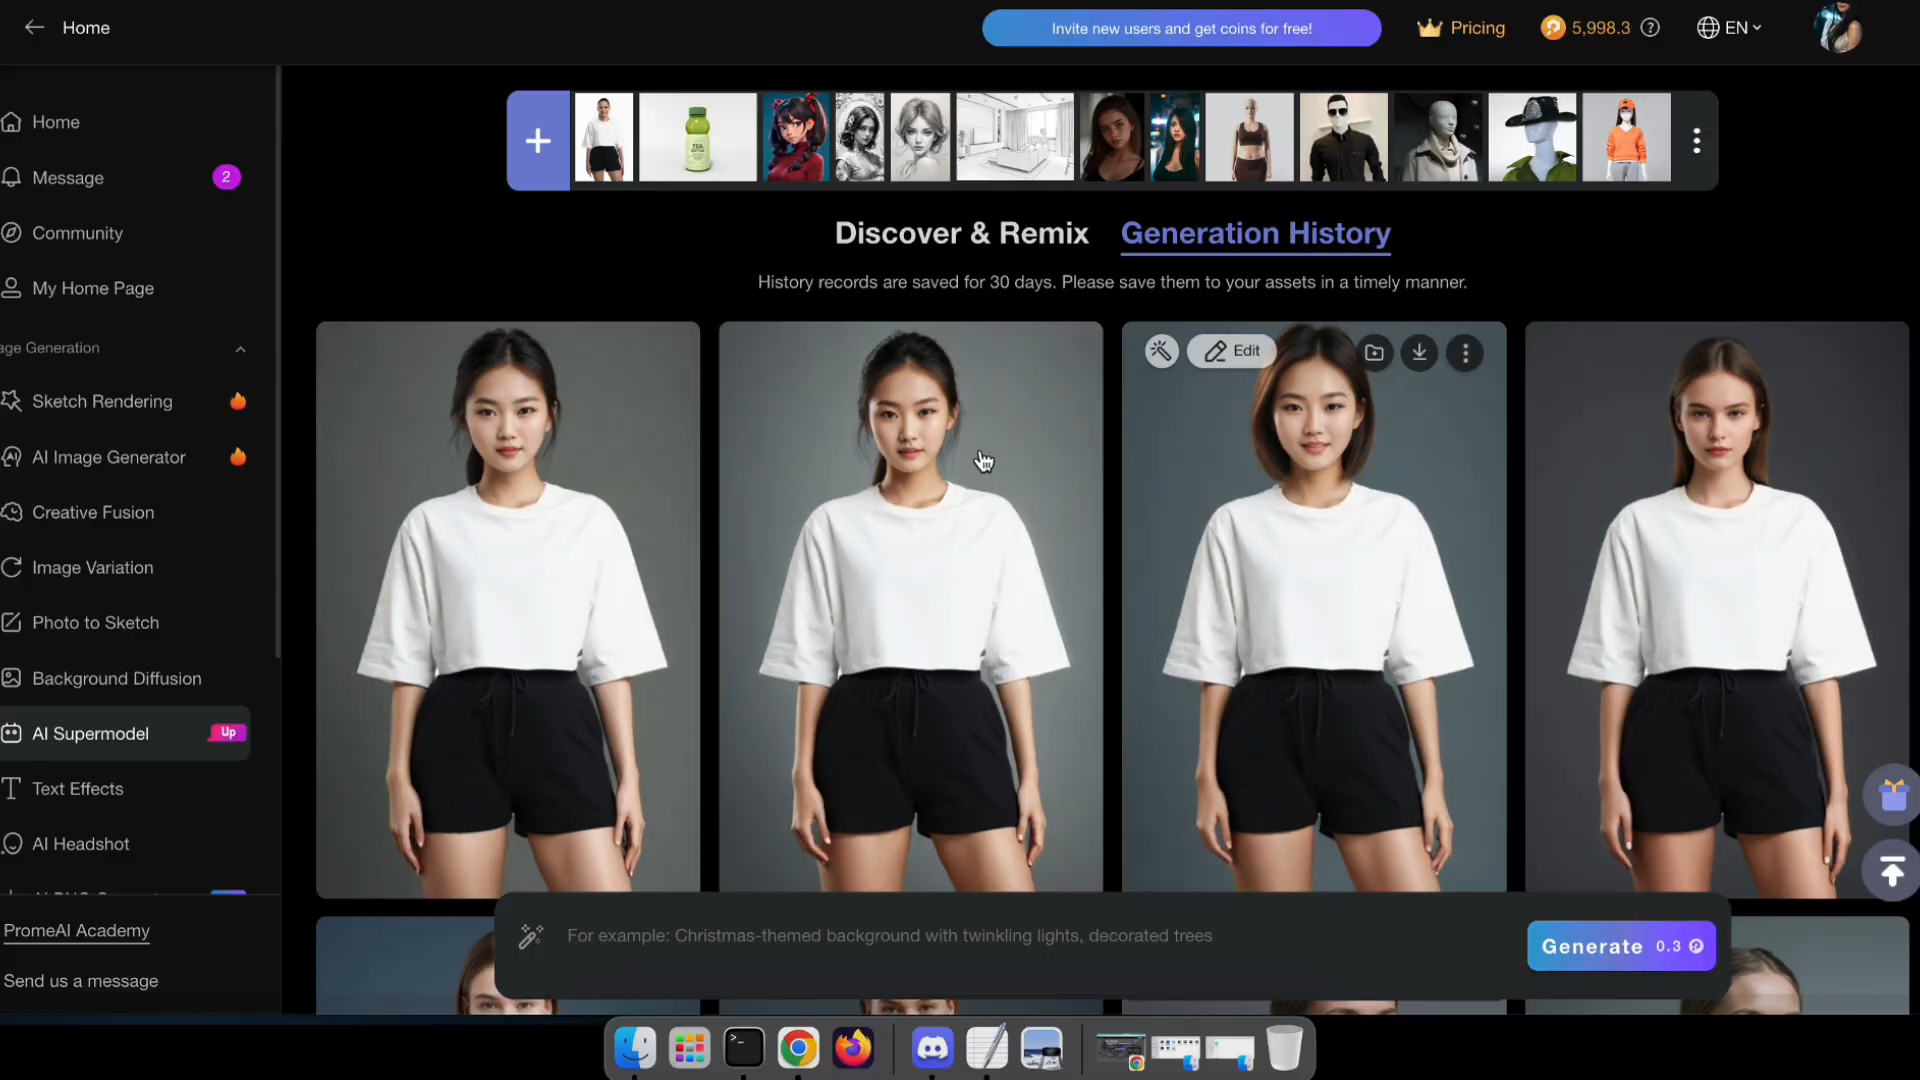 Home
Invite new users and get coins for free!
Pricing
5,998.3
EN
Home
Message
2
Community
My Home Page
age Generation
Sketch Rendering
AI Image Generator
Creative Fusion
Image Variation
Photo to Sketch
Background Diffusion
AI Supermodel
Up
Text Effects
AI Headshot
PromeAI Academy
Send us a message
TEA
Discover & Remix
Generation History
History records are saved for 30 days. Please save them to your assets in a timely manner.
Edit
For example: Christmas-themed background with twinkling lights, decorated trees
Generate 0.3